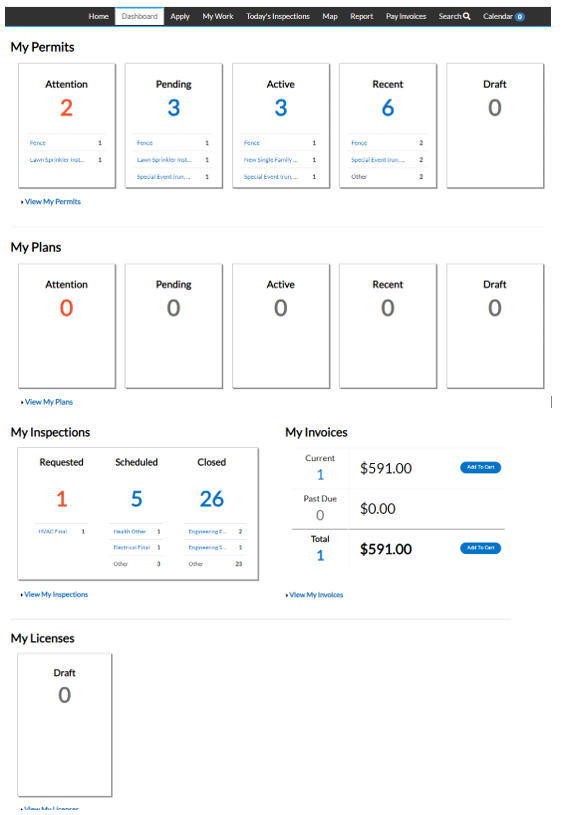 Home Dashboard Apply My Work Today's Inspections Map Report Pay Invoices Search Calendar 0
My Permits
Attention Pending Active Recent Draft
2 3 3 6 0
Fence 1 Fence 1 Fence 1 Fence 2
Lawn Sprinkler Inst... 1 Lawn Sprinkler Inst... 1 New Single Family ... 1 Special Event (run, ... 2
Special Event (run, ... 1 Special Event (run, ... 1 Other 2
View My Permits
My Plans
Attention Pending Active Recent Draft
0 0 0 0 0
View My Plans
My Inspections My Invoices
Requested Scheduled Closed
1 5 26
HVAC Final 1 Health Other 1 Engineering E... 2
Electrical Final 1 Engineering S... 1
Other 3 Other 23
View My Inspections
Current
1 $591.00 Add To Cart
Past Due
0 $0.00
Total
1 $591.00 Add To Cart
View My Invoices
My Licenses
Draft
0
View My Licenses